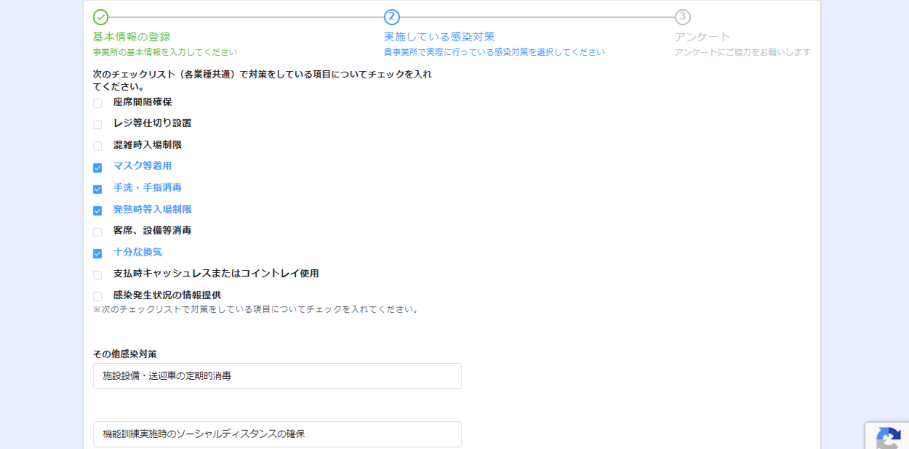 2
3
基本情報の登録
実施している感染対策
アンケート
事業所の基本情報を入力してください
貴事業所で実際に行っている感染対策を選択してください
アンケートにご協力をお願いします
次のチェックリスト（各業種共通）で対策をしている項目についてチェックを入れ
てください。
座席間隔確保
レジ等仕切り設置
混雑時入場制限
マスク等着用
手洗・手指消毒
発熱時等入場制限
客席、設備等消毒
十分な換気
支払時キャッシュレスまたはコイントレイ使用
感染発生状況の情報提供
※次のチェックリストで対策をしている項目についてチェックを入れてください。
その他感染対策
施設設備・送迎車の定期的消毒
機能訓練実施時のソーシャルディスタンスの確保